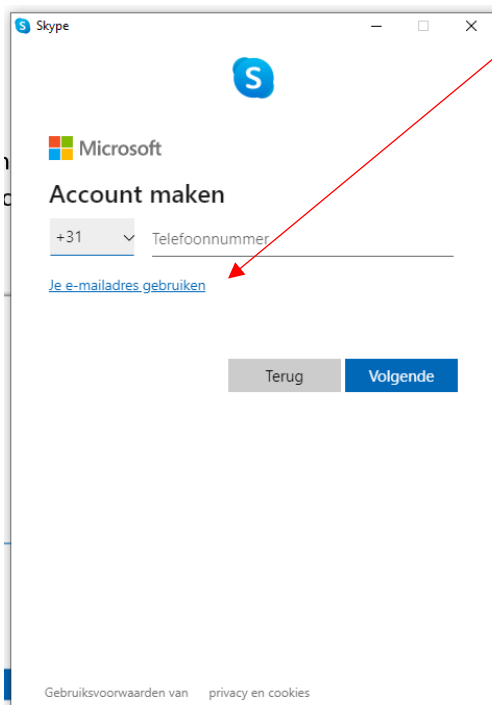 Skype
S
Microsoft
Account maken
+31 Telefoonnummer
Je e-mailadres gebruiken
Terug Volgende
Gebruiksvoorwaarden van privacy en cookies